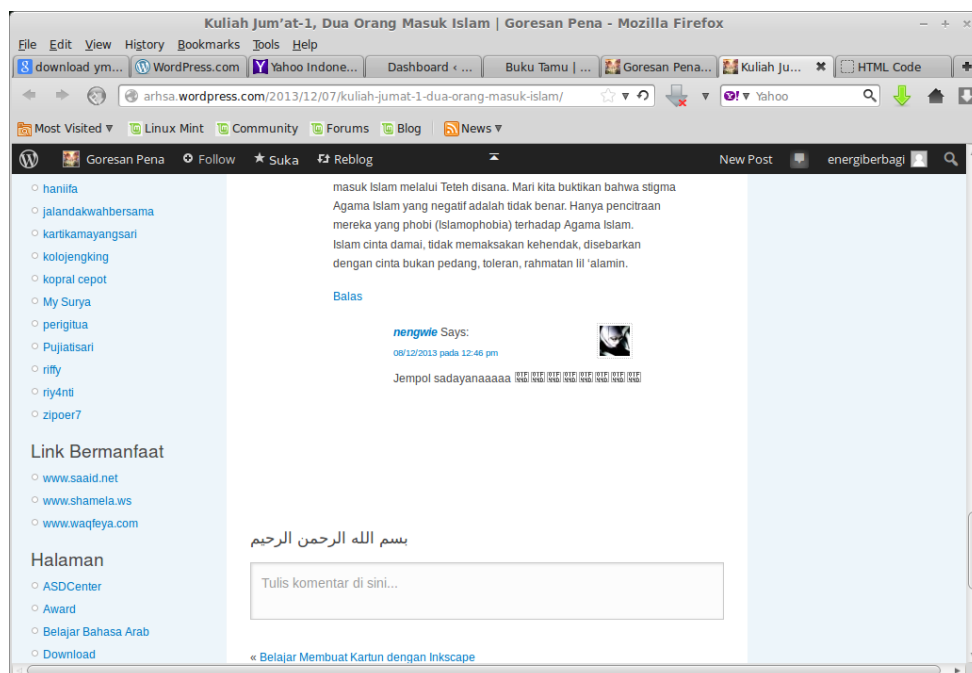 Kuliah Jum'at-1, Dua Orang Masuk Islam | Goresan Pena - Mozilla Firefox
File Edit View History Bookmarks Tools Help
download ym... WordPress.com Yahoo Indone... Dashboard ‹ ... Buku Tamu | ... Goresan Pena... Kuliah Ju... HTML Code
arhsa.wordpress.com/2013/12/07/kuliah-jumat-1-dua-orang-masuk-islam/ Yahoo
Most Visited Linux Mint Community Forums Blog News
Goresan Pena Follow Suka Reblog New Post energiberbagi
haniifa
jalandakwahbersama
kartikamayangsari
kolojengking
kopral cepot
My Surya
perigitua
Pujiatisari
riffy
riy4nti
zipoer7
Link Bermanfaat
www.saaid.net
www.shamela.ws
www.waqfeya.com
Halaman
ASDCenter
Award
Belajar Bahasa Arab
Download
masuk Islam melalui Teteh disana. Mari kita buktikan bahwa stigma
Agama Islam yang negatif adalah tidak benar. Hanya pencitraan
mereka yang phobi (Islamophobia) terhadap Agama Islam.
Islam cinta damai, tidak memaksakan kehendak, disebarkan
dengan cinta bukan pedang, toleran, rahmatan lil 'alamin.
Balas
nengwie Says:
08/12/2013 pada 12:46 pm
Jempol sadayanaaaaa
بسم الله الرحمن الرحيم
Tulis komentar di sini...
« Belajar Membuat Kartun dengan Inkscape